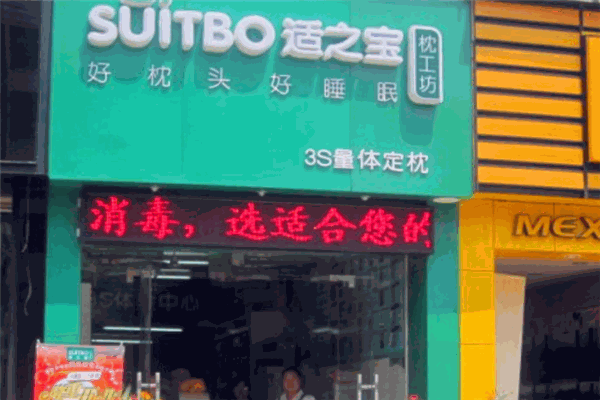 SUITBO 适之宝
枕工坊
好枕头好睡眠
3S量体定枕
消毒，选适合您的
MEX